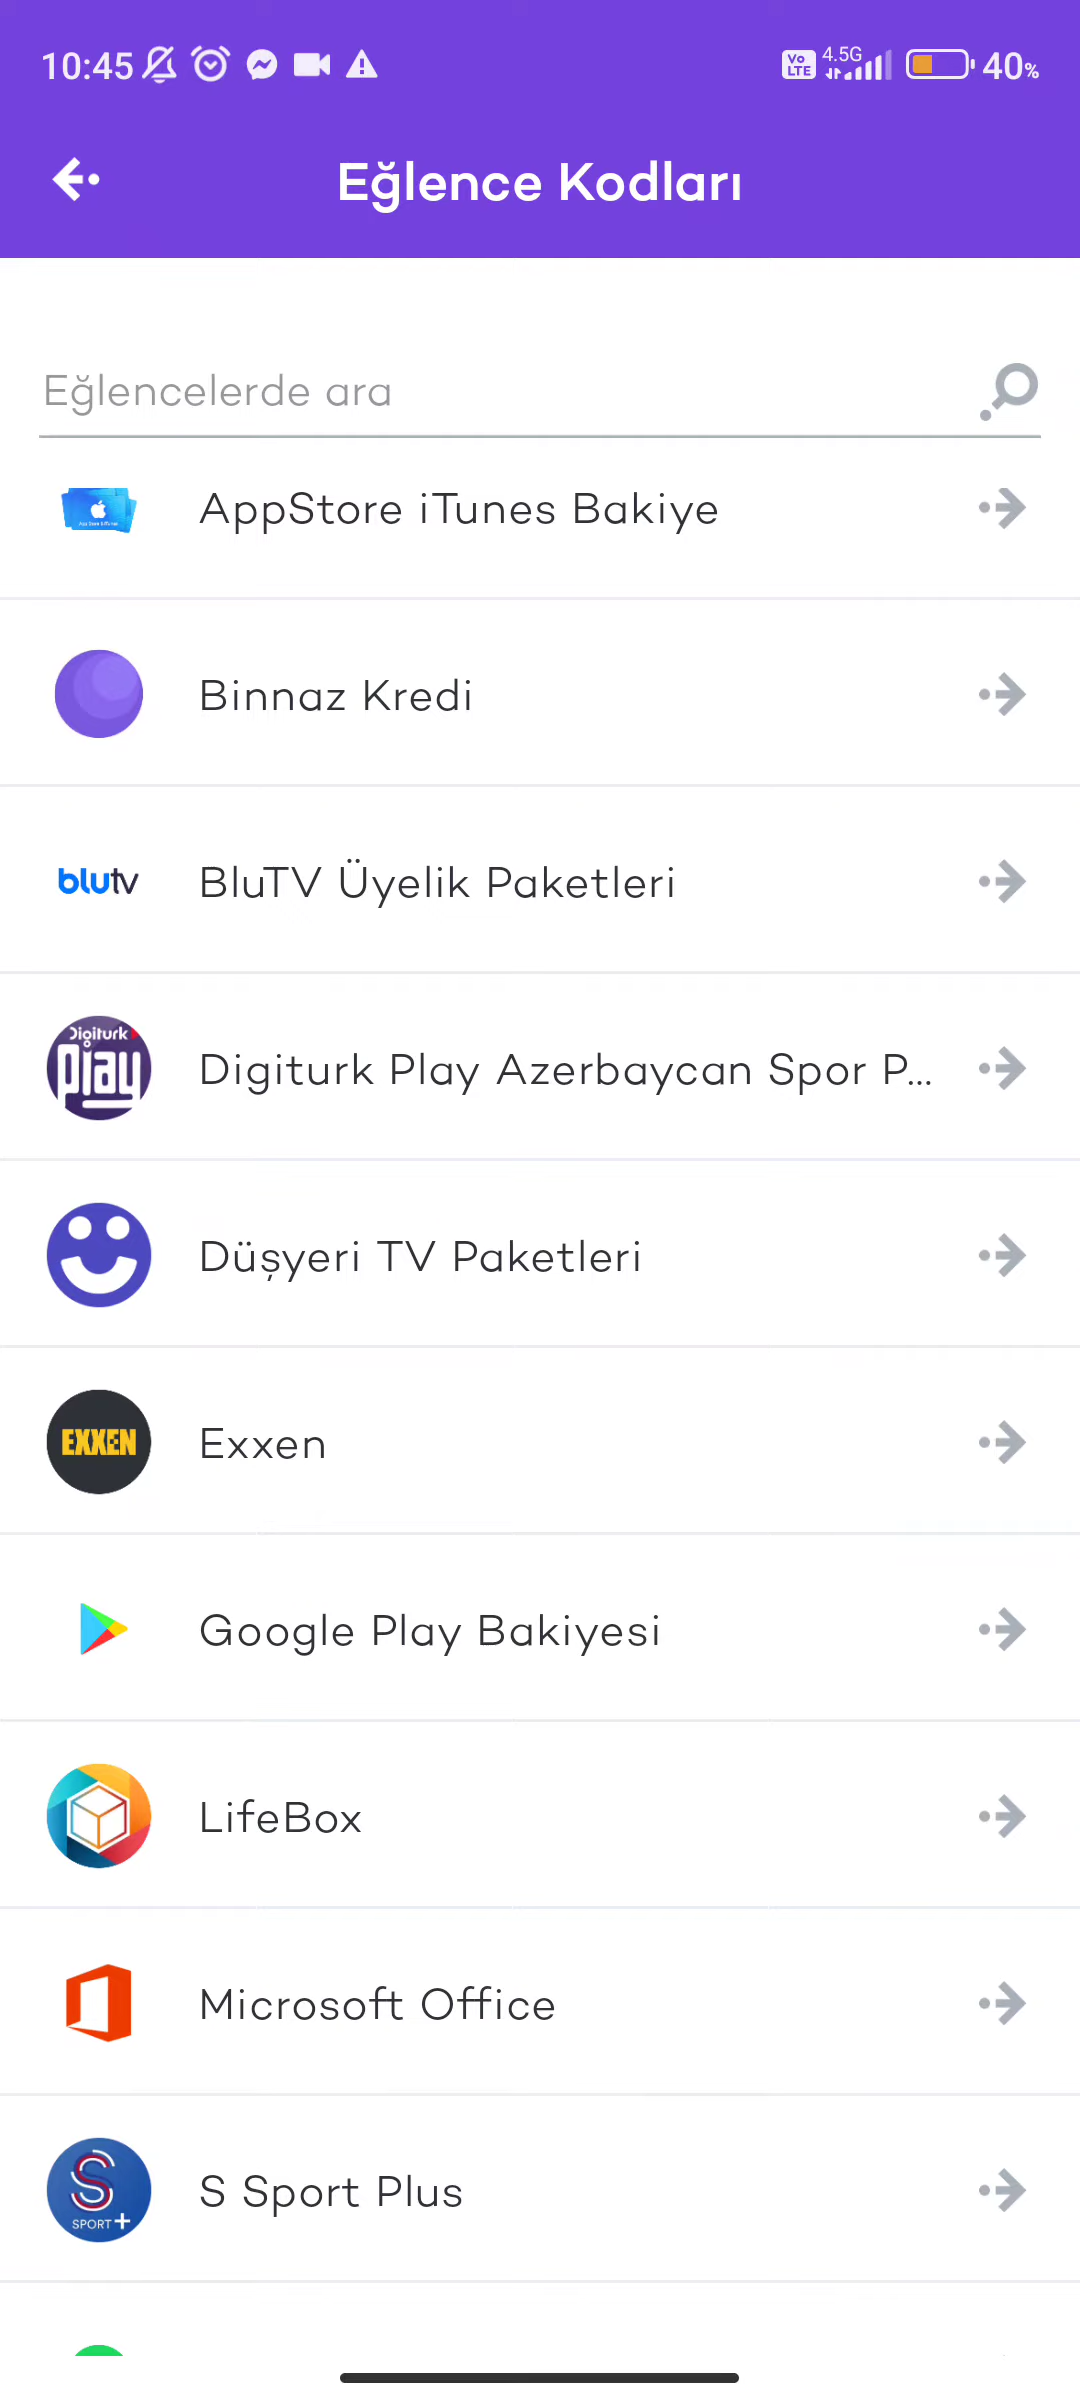 10:45
Vo LTE 4.5G 40%
Eğlence Kodları
Eğlencelerde ara
AppStore iTunes Bakiye
Binnaz Kredi
blutv
BluTV Üyelik Paketleri
Digiturk
play
Digiturk Play Azerbaycan Spor P...
Düşyeri TV Paketleri
EXXEN
Exxen
Google Play Bakiyesi
LifeBox
Microsoft Office
S
SPORT+
S Sport Plus